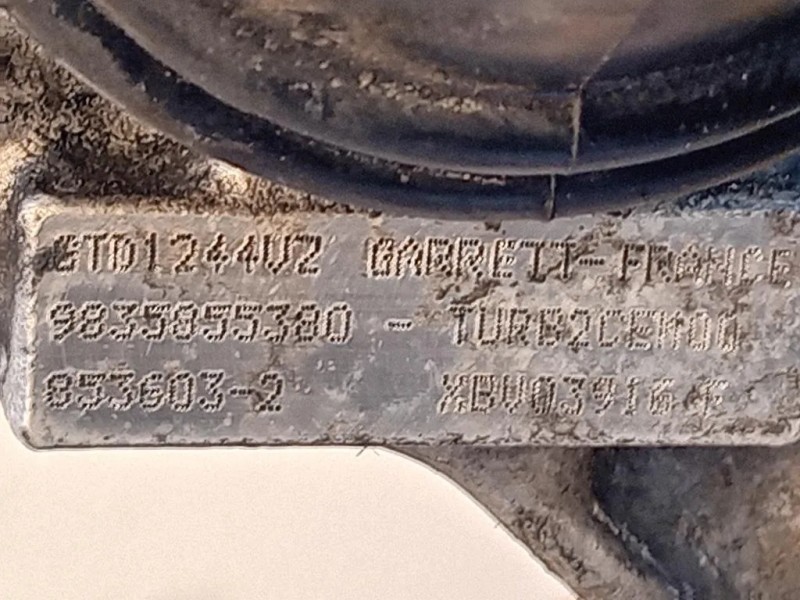 GTD1244VZ GARRETT-FRANCE
9835855380 - TURB2CEM00
853603-2 XBV03916 F